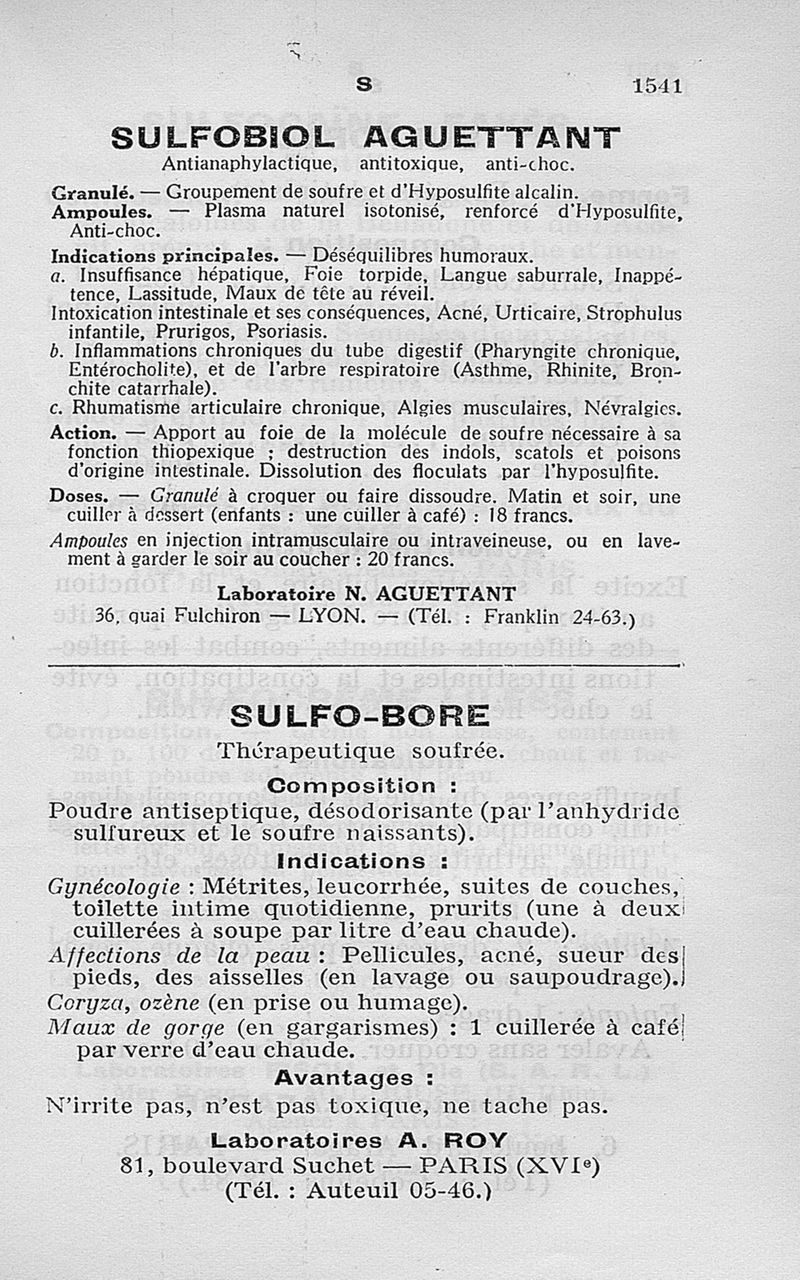 S 1541
SULFOBIOL AGUETTANT
Antianaphylactique, antitoxique, anti-choc.
Granulé. — Groupement de soufre et d'Hyposulfite alcalin.
Ampoules. — Plasma naturel isotonisé, renforcé d'Hyposulfite,
Anti-choc.
Indications principales. — Déséquilibres humoraux.
a. Insuffisance hépatique, Foie torpide, Langue saburrale, Inappé-
tence, Lassitude, Maux de tête au réveil.
Intoxication intestinale et ses conséquences, Acné, Urticaire, Strophulus
infantile, Prurigos, Psoriasis.
b. Inflammations chroniques du tube digestif (Pharyngite chronique,
Entérocholite), et de l'arbre respiratoire (Asthme, Rhinite, Bron-
chite catarrhale).
c. Rhumatisme articulaire chronique, Algies musculaires, Névralgies.
Action. — Apport au foie de la molécule de soufre nécessaire à sa
fonction thiopexique ; destruction des indols, scatols et poisons
d'origine intestinale. Dissolution des floculats par l'hyposulfite.
Doses. — Granulé à croquer ou faire dissoudre. Matin et soir, une
cuiller à dessert (enfants : une cuiller à café) : 18 francs.
Ampoules en injection intramusculaire ou intraveineuse, ou en lave-
ment à garder le soir au coucher : 20 francs.
Laboratoire N. AGUETTANT
36, quai Fulchiron — LYON. — (Tél. : Franklin 24-63.)
SULFO-BORE
Thérapeutique soufrée.
Composition :
Poudre antiseptique, désodorisante (par l'anhydride
sulfureux et le soufre naissants).
Indications :
Gynécologie : Métrites, leucorrhée, suites de couches,
toilette intime quotidienne, prurits (une à deux
cuillerées à soupe par litre d'eau chaude).
Affections de la peau : Pellicules, acné, sueur des
pieds, des aisselles (en lavage ou saupoudrage).
Coryza, ozène (en prise ou humage).
Maux de gorge (en gargarismes) : 1 cuillerée à café
par verre d'eau chaude.
Avantages :
N'irrite pas, n'est pas toxique, ne tache pas.
Laboratoires A. ROY
81, boulevard Suchet — PARIS (XVIe)
(Tél. : Auteuil 05-46.)